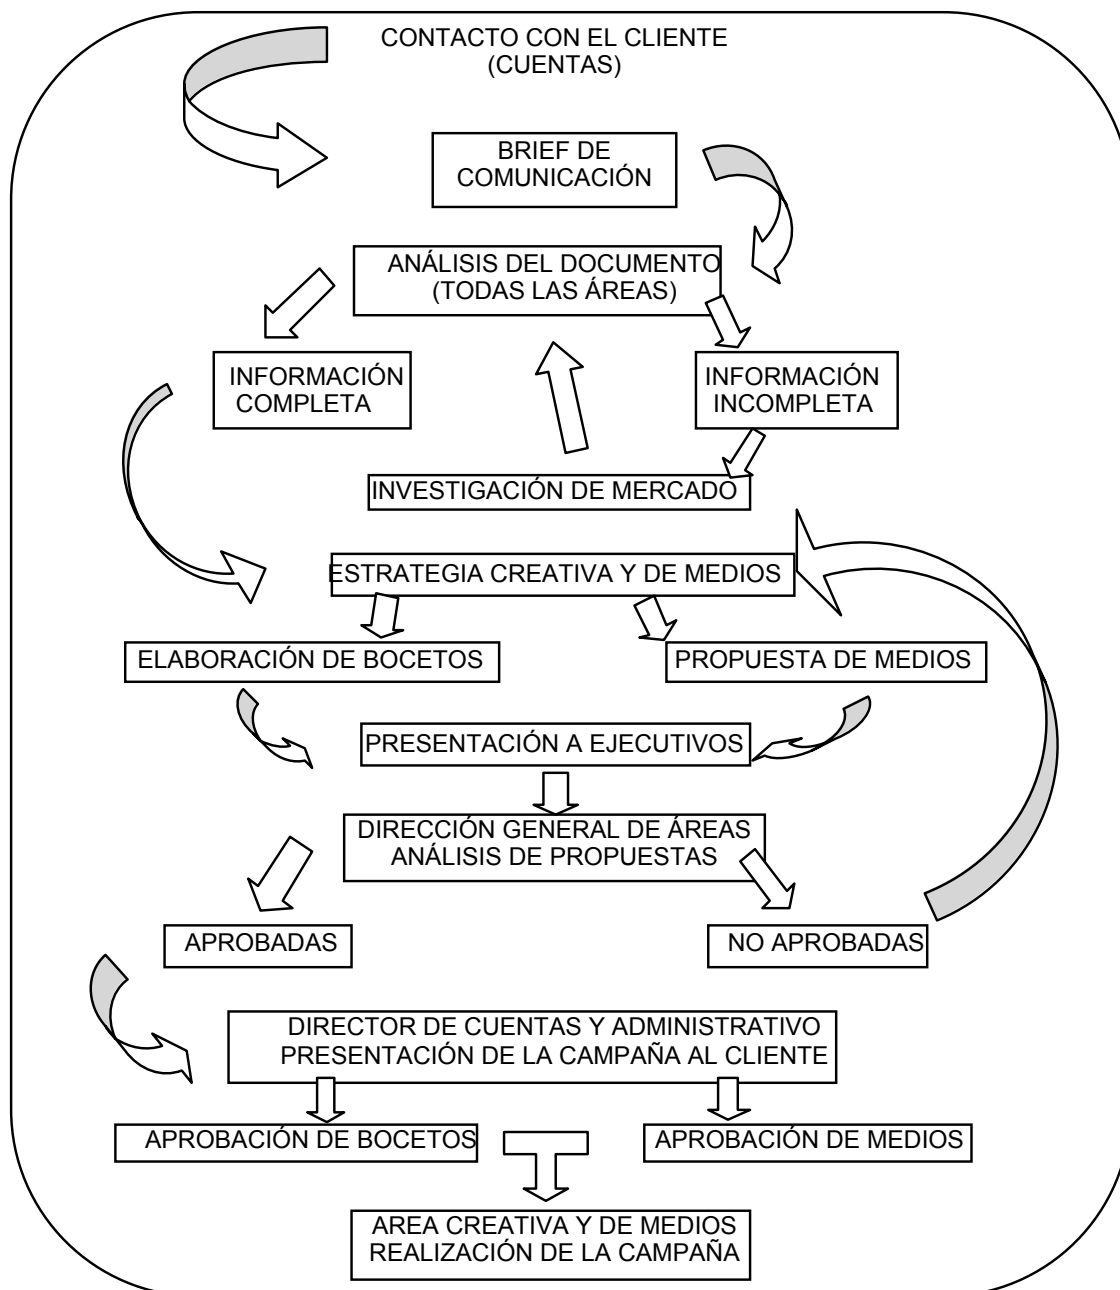 CONTACTO CON EL CLIENTE
(CUENTAS)
BRIEF DE
COMUNICACIÓN
ANÁLISIS DEL DOCUMENTO
(TODAS LAS ÁREAS)
INFORMACIÓN
COMPLETA
INFORMACIÓN
INCOMPLETA
INVESTIGACIÓN DE MERCADO
ESTRATEGIA CREATIVA Y DE MEDIOS
ELABORACIÓN DE BOCETOS
PROPUESTA DE MEDIOS
PRESENTACIÓN A EJECUTIVOS
DIRECCIÓN GENERAL DE ÁREAS
ANÁLISIS DE PROPUESTAS
APROBADAS
NO APROBADAS
DIRECTOR DE CUENTAS Y ADMINISTRATIVO
PRESENTACIÓN DE LA CAMPAÑA AL CLIENTE
APROBACIÓN DE BOCETOS
APROBACIÓN DE MEDIOS
AREA CREATIVA Y DE MEDIOS
REALIZACIÓN DE LA CAMPAÑA